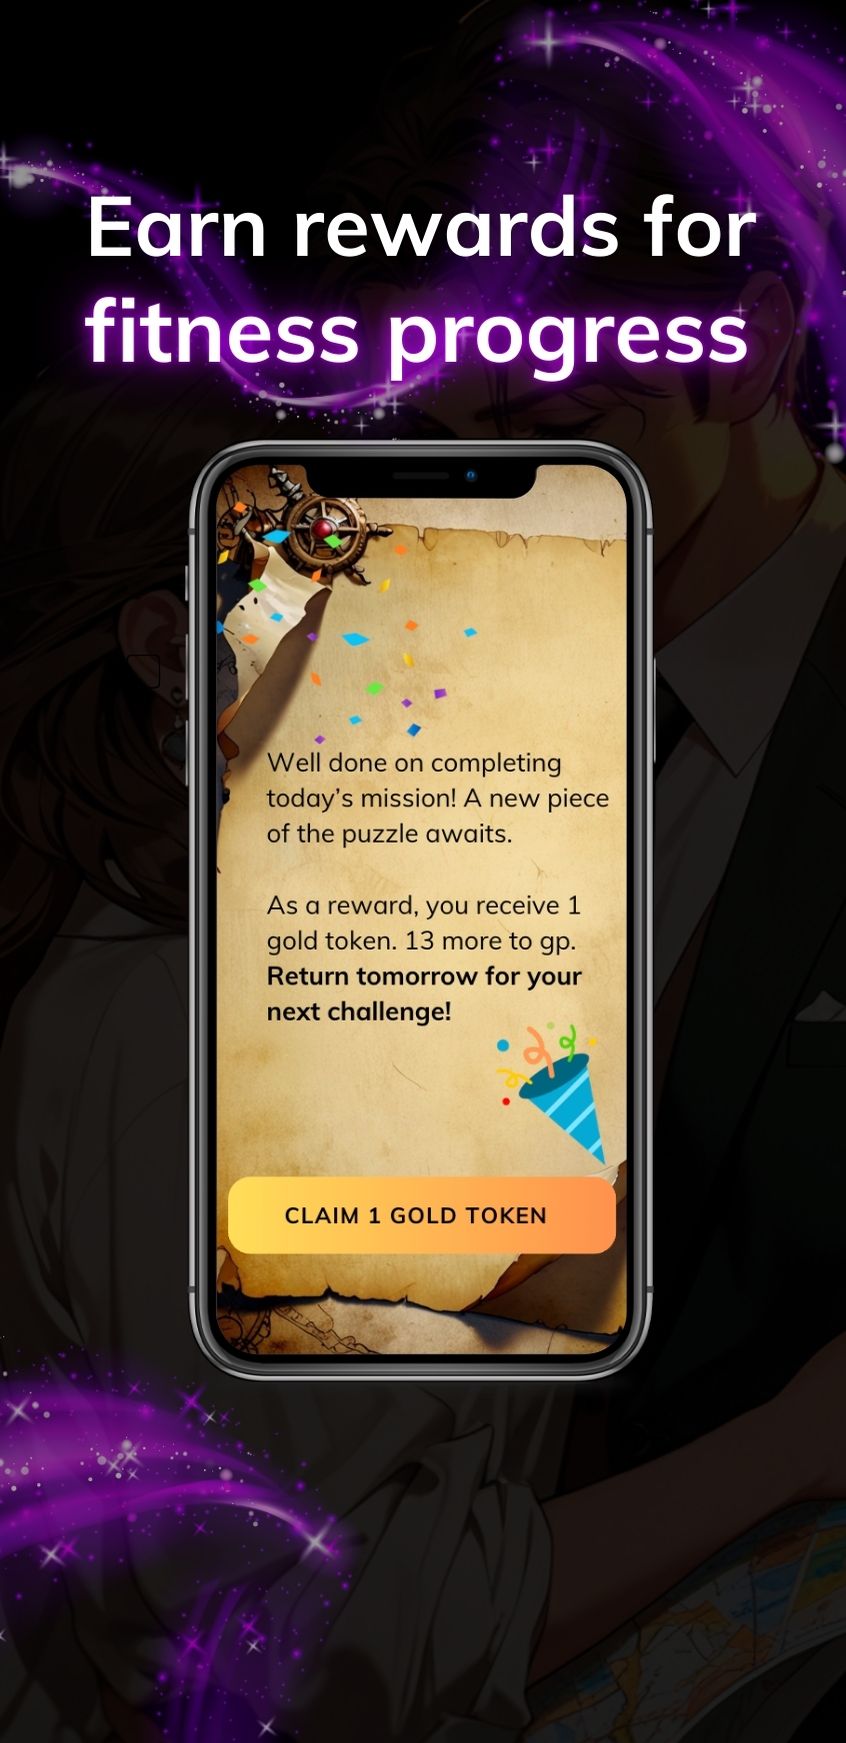 Earn rewards for
fitness progress
Well done on completing
today’s mission! A new piece
of the puzzle awaits.
As a reward, you receive 1
gold token. 13 more to gp.
Return tomorrow for your
next challenge!
CLAIM 1 GOLD TOKEN